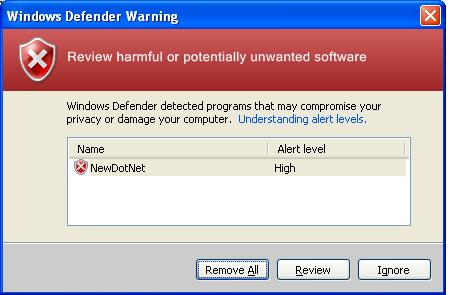 Windows Defender Warning
Review harmful or potentially unwanted software
Windows Defender detected programs that may compromise your
privacy or damage your computer. Understanding alert levels.
Name Alert level
NewDotNet High
Remove All Review Ignore